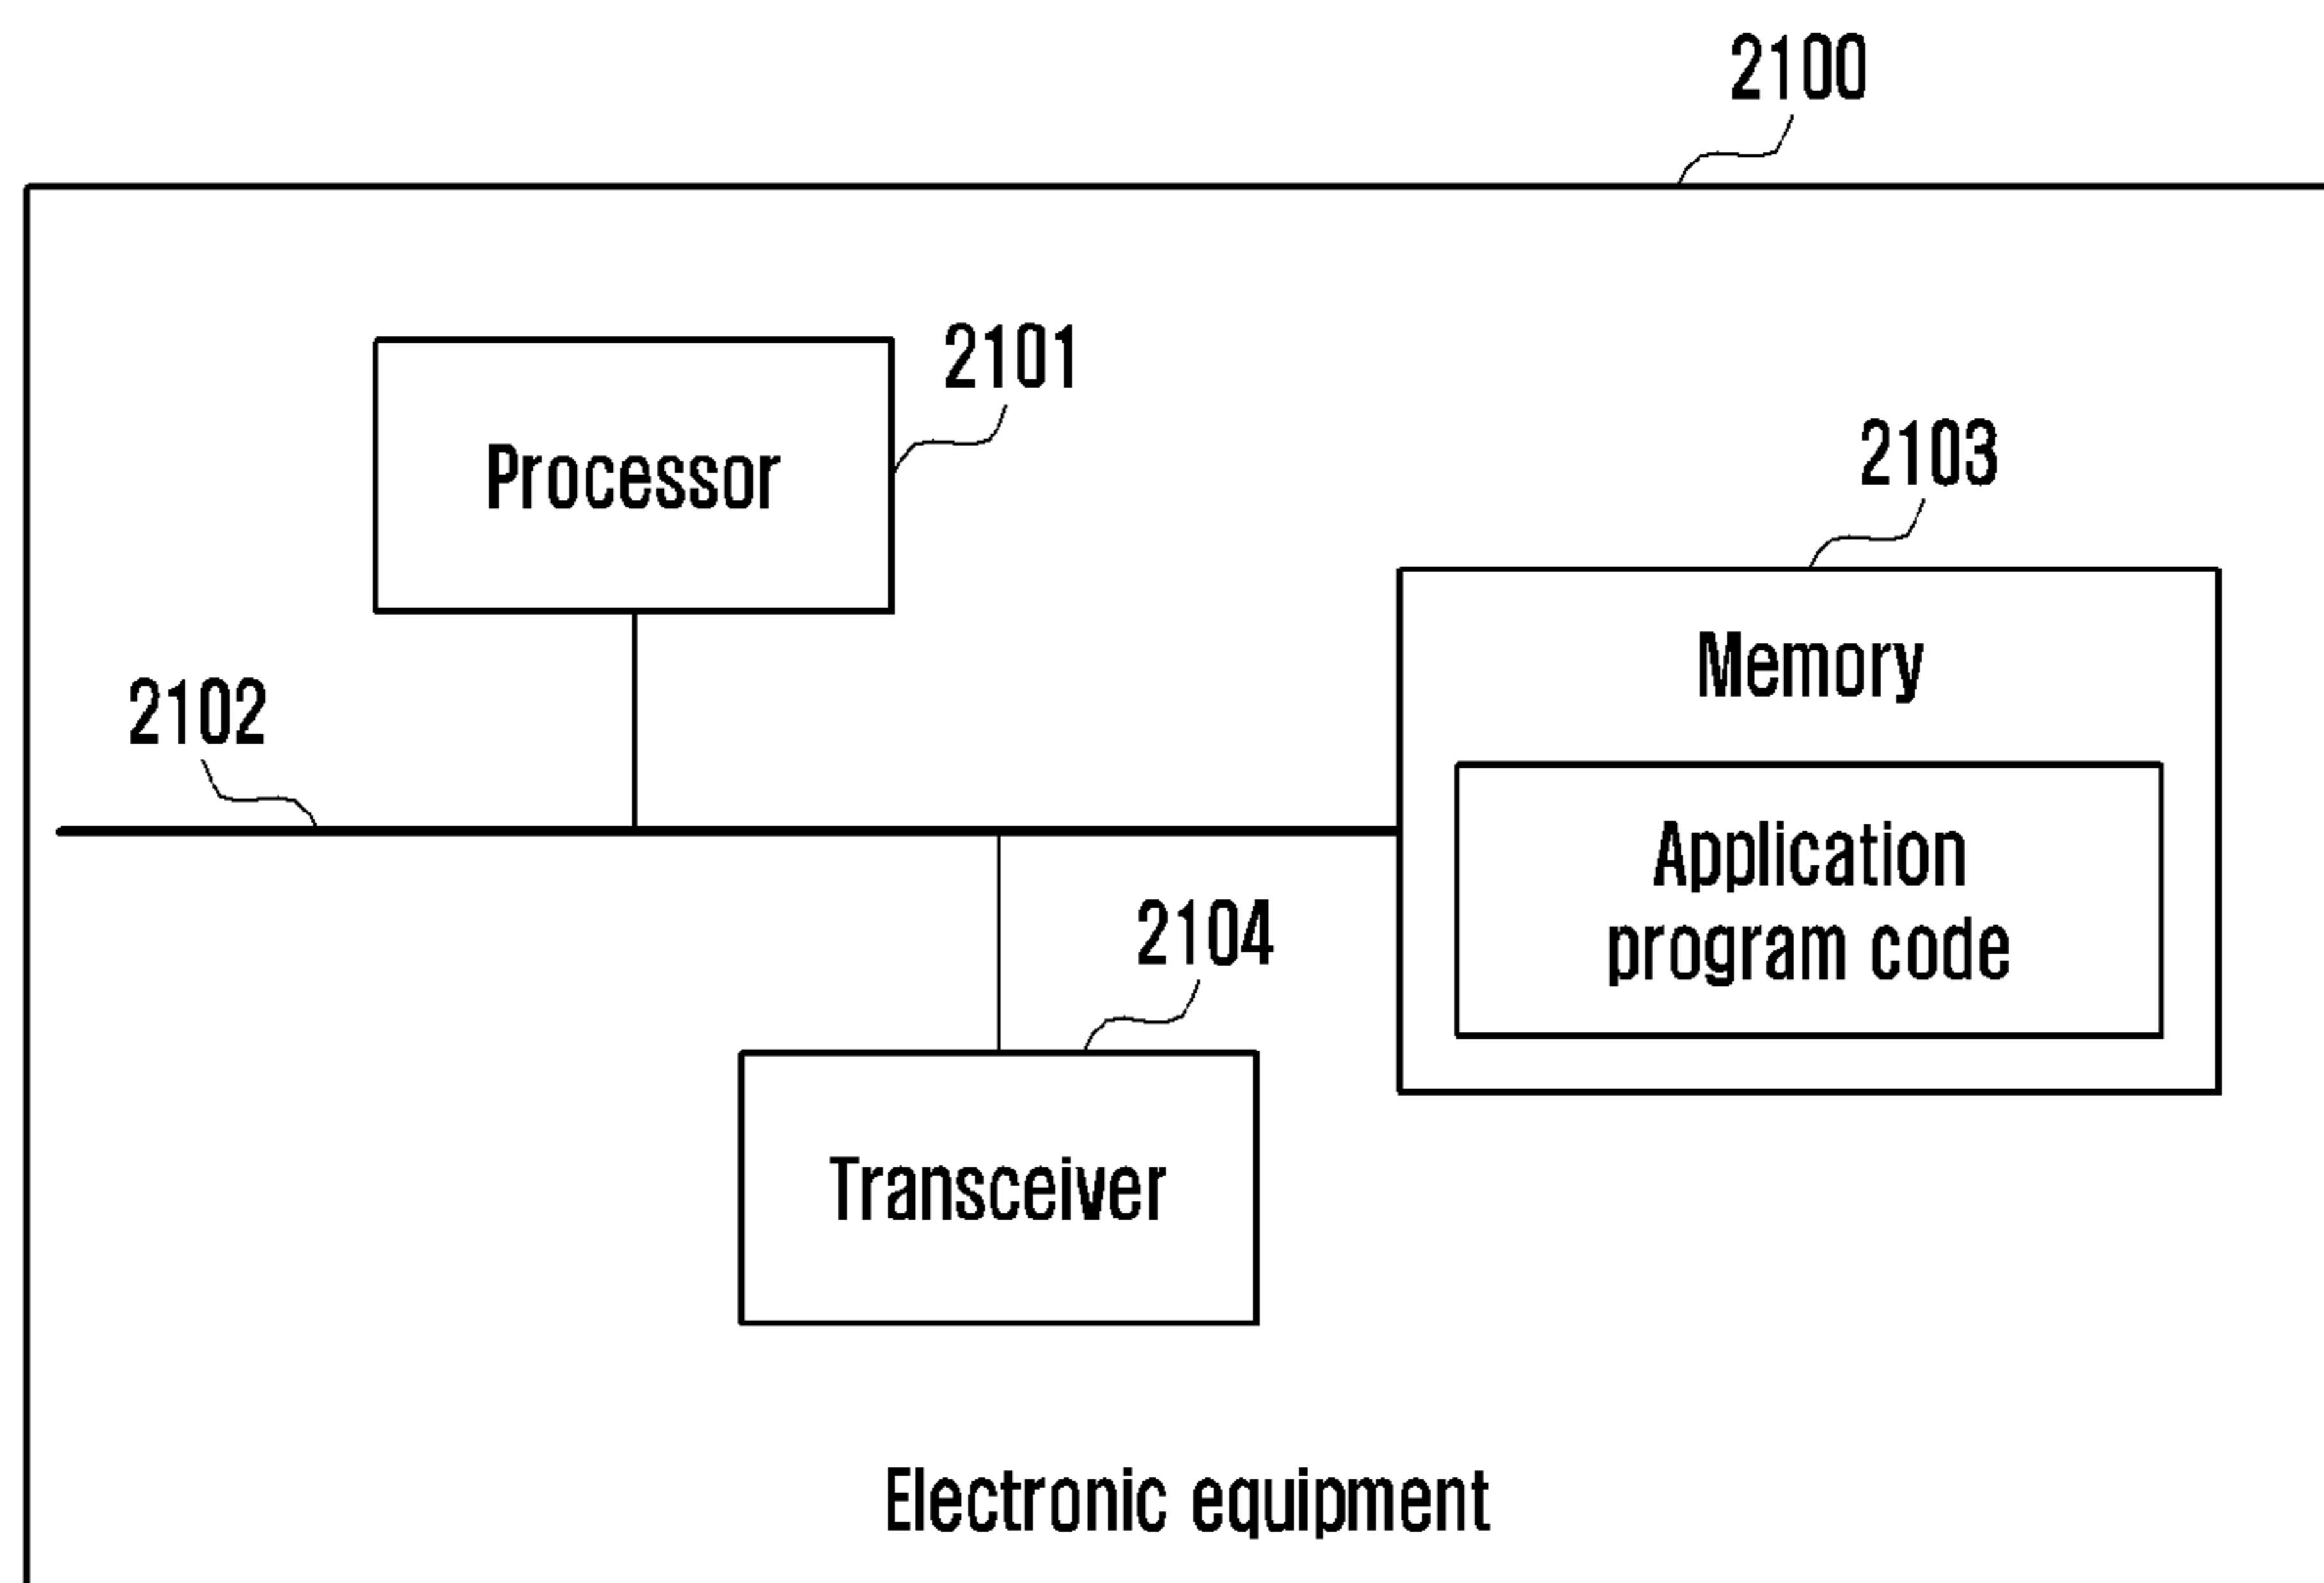 2100
2101
Processor
2103
Memory
2102
Application
program code
2104
Transceiver
Electronic equipment